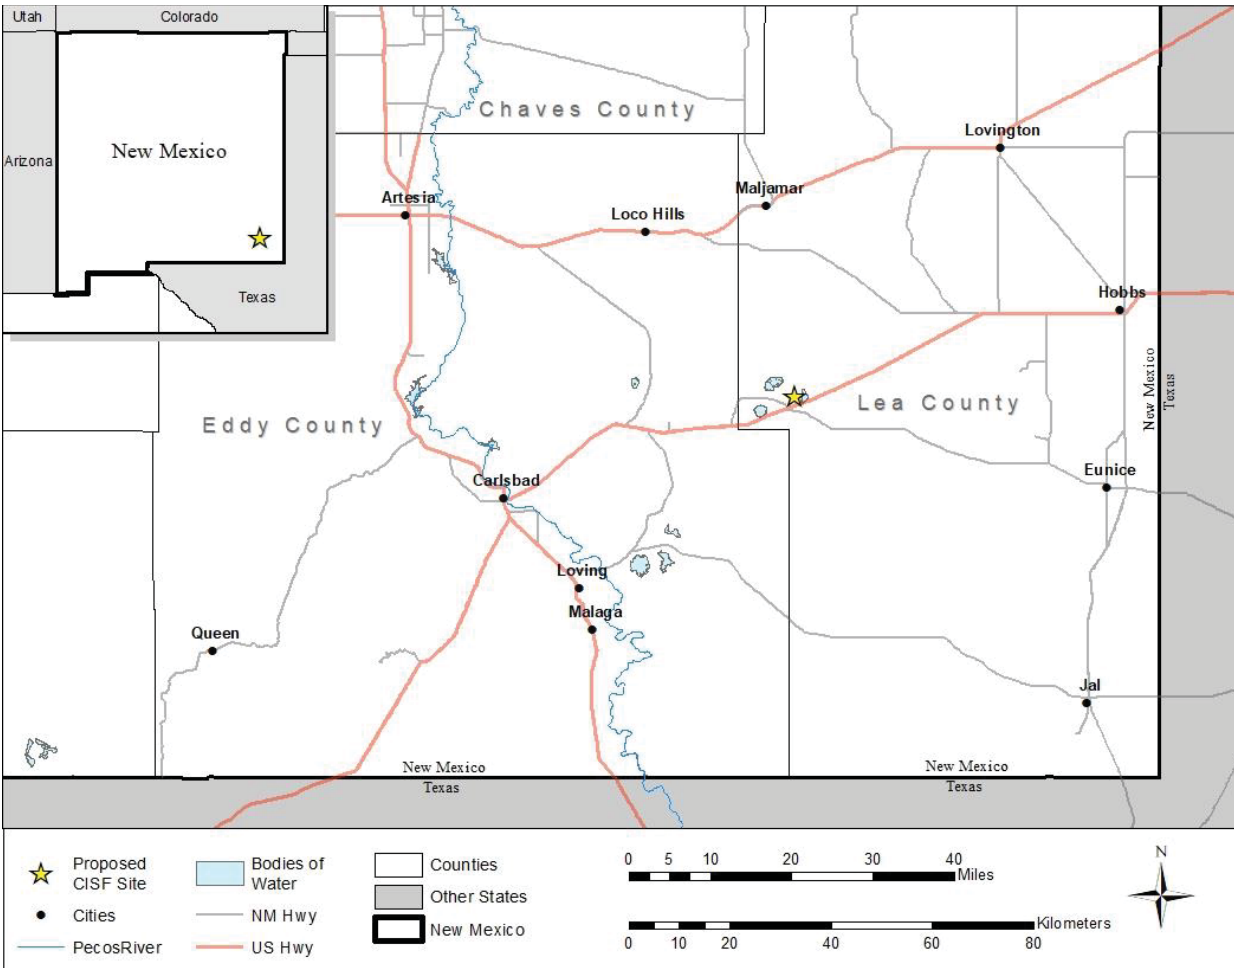 Utah
Colorado
Arizona
New Mexico
Texas
Chaves County
Lovington
Artesia
Maljamar
Loco Hills
Hobbs
New Mexico
Texas
Eddy County
Lea County
Carlsbad
Eunice
Loving
Malaga
Queen
Jal
New Mexico
Texas
New Mexico
Texas
Proposed
CISF Site
Cities
PecosRiver
Bodies of
Water
NM Hwy
US Hwy
Counties
Other States
New Mexico
0 5 10 20 30 40
Miles
Kilometers
0 10 20 40 60 80
N